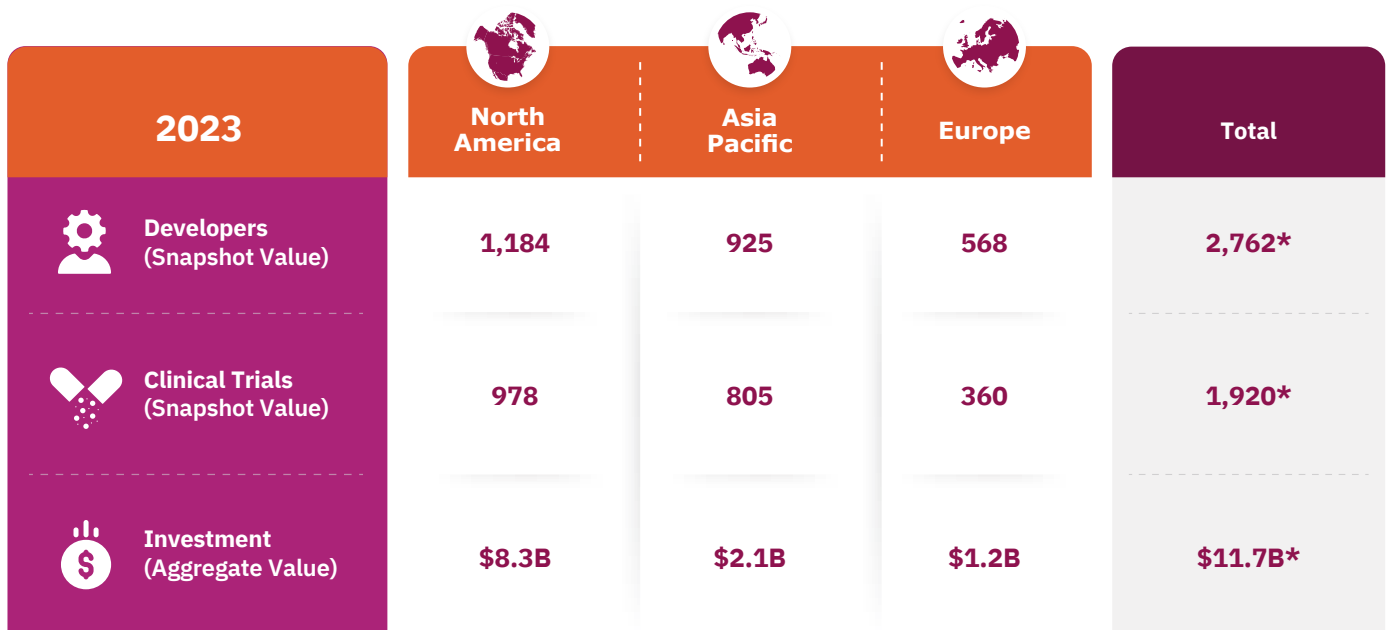 2023
North
America
Asia
Pacific
Europe
Total
Developers
(Snapshot Value)
1,184
925
568
2,762*
Clinical Trials
(Snapshot Value)
978
805
360
1,920*
Investment
(Aggregate Value)
$8.3B
$2.1B
$1.2B
$11.7B*